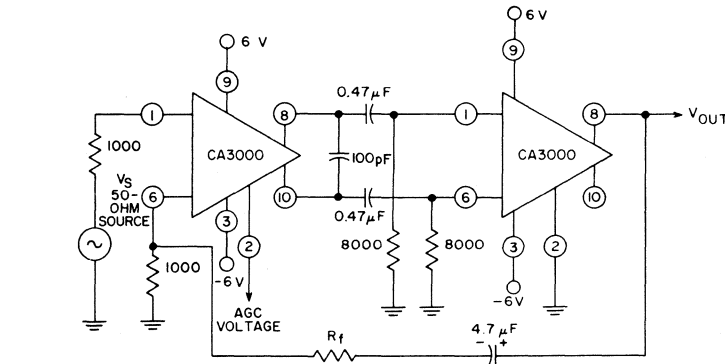 6 V
9
1
1000
V_S
50-
OHM
SOURCE
6
CA3000
8
10
3
-6V
2
AGC
VOLTAGE
1000
0.47μF
100pF
0.47μF
8000
8000
6 V
9
1
6
CA3000
8
V_OUT
10
3
-6V
2
R_f
4.7 μF
- +